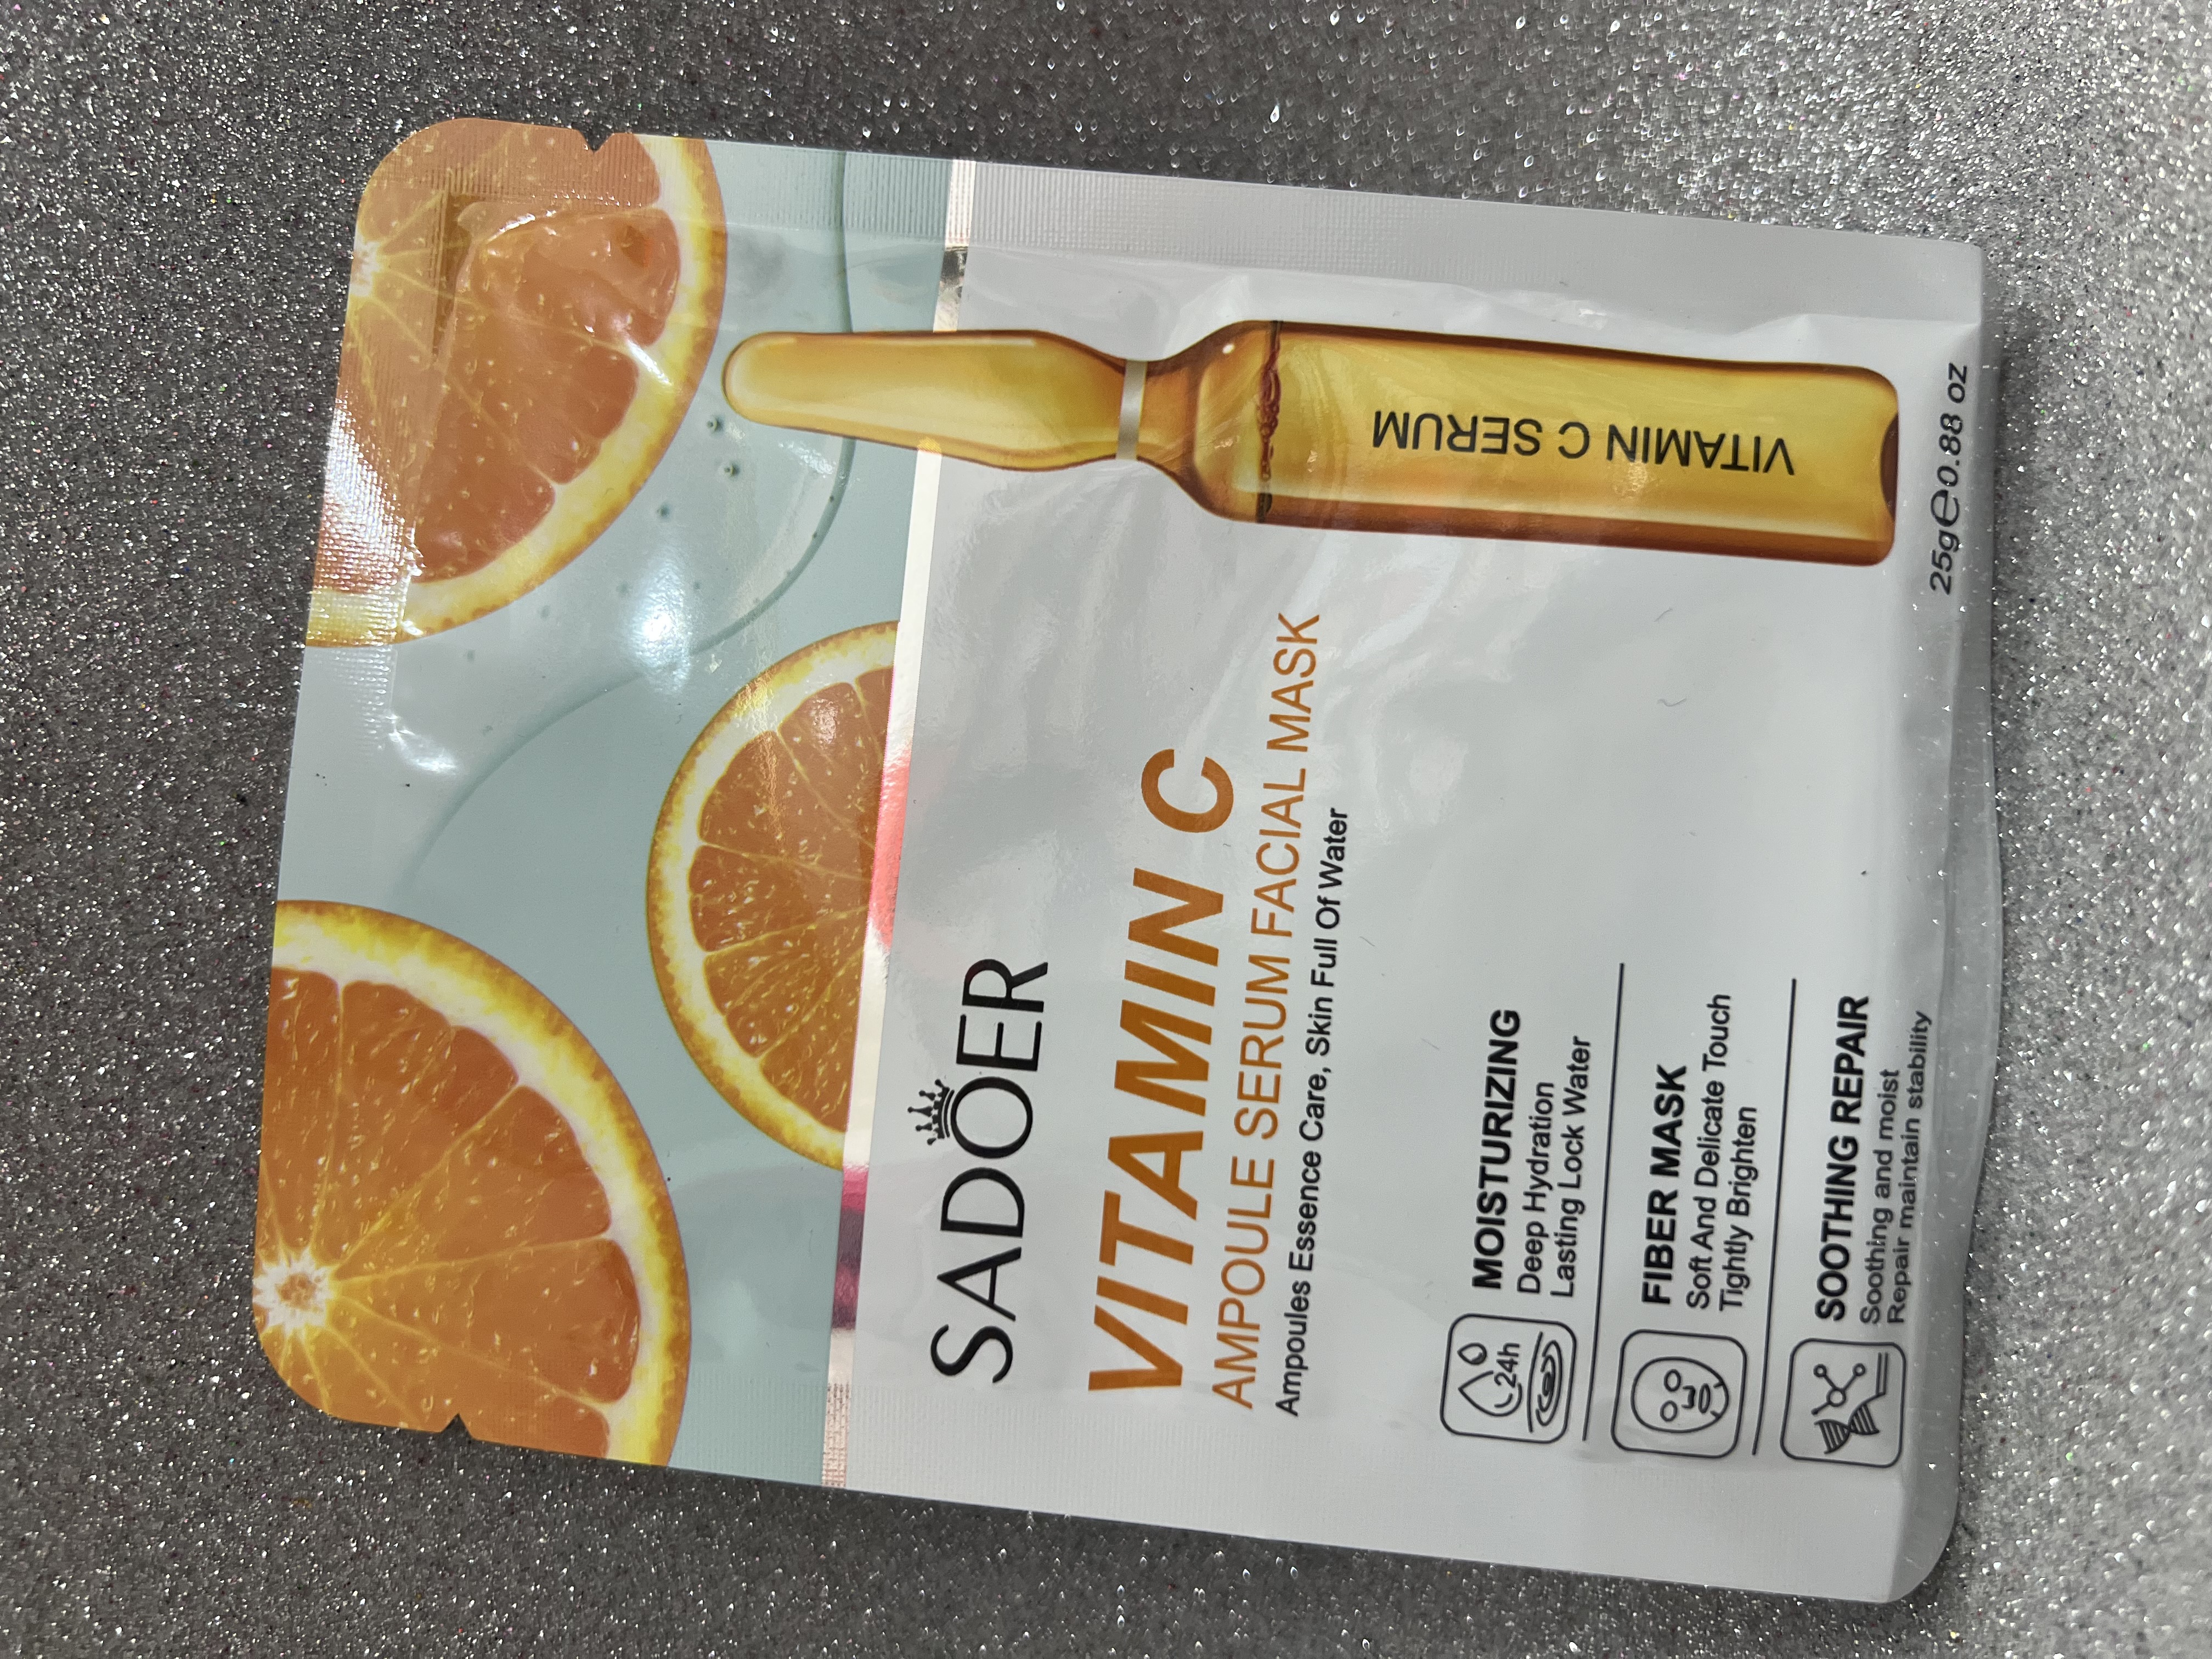 SADOER
VITAMIN C
AMPOULE SERUM FACIAL MASK
Ampoules Essence Care, Skin Full Of Water
VITAMIN C SERUM
24h
MOISTURIZING
Deep Hydration
Lasting Lock Water
FIBER MASK
Soft And Delicate Touch
Tightly Brighten
SOOTHING REPAIR
Soothing and moist
Repair maintain stability
25g℮0.88 oz